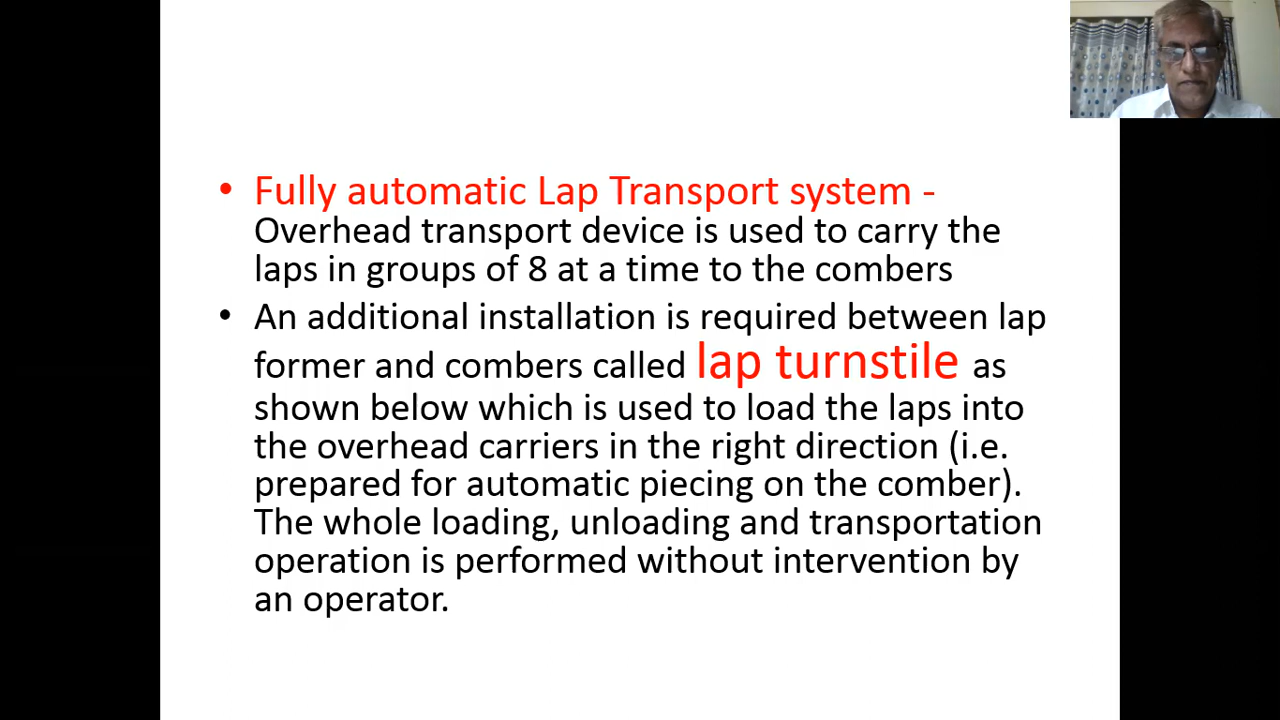 • Fully automatic Lap Transport system -
Overhead transport device is used to carry the
laps in groups of 8 at a time to the combers
• An additional installation is required between lap
former and combers called lap turnstile as
shown below which is used to load the laps into
the overhead carriers in the right direction (i.e.
prepared for automatic piecing on the comber).
The whole loading, unloading and transportation
operation is performed without intervention by
an operator.